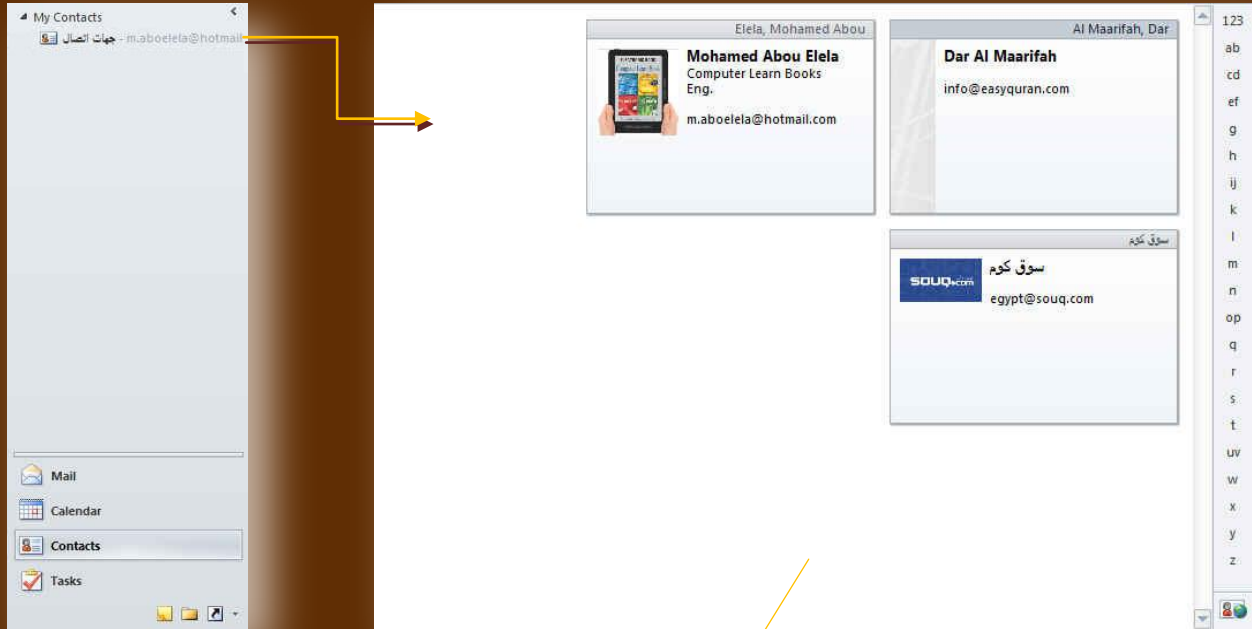 My Contacts
جهات اتصال - m.aboelela@hotmail
Mail
Calendar
Contacts
Tasks
Elela, Mohamed Abou
Mohamed Abou Elela
Computer Learn Books
Eng.
m.aboelela@hotmail.com
Al Maarifah, Dar
Dar Al Maarifah
info@easyquran.com
سوق كوم
سوق كوم
SOUQ.com
egypt@souq.com
123
ab
cd
ef
g
h
ij
k
l
m
n
op
q
r
s
t
uv
w
x
y
z